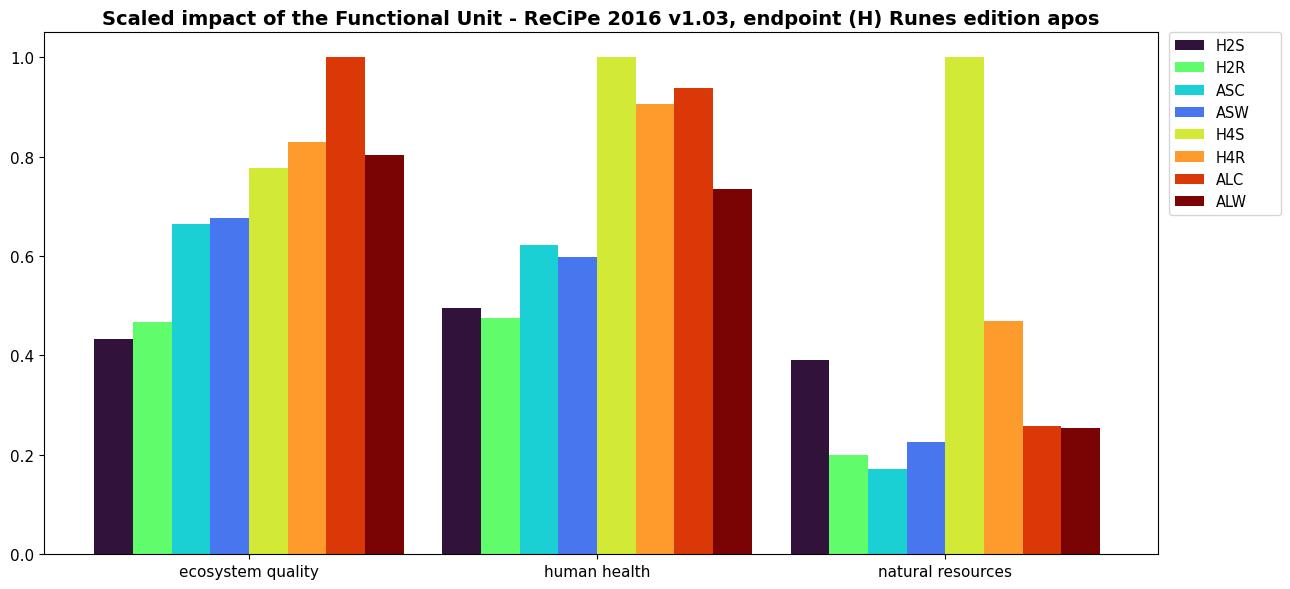 Scaled impact of the Functional Unit - ReCiPe 2016 v1.03, endpoint (H) Runes edition apos
1.0
0.8
0.6
0.4
0.2
0.0
ecosystem quality
human health
natural resources
H2S
H2R
ASC
ASW
H4S
H4R
ALC
ALW